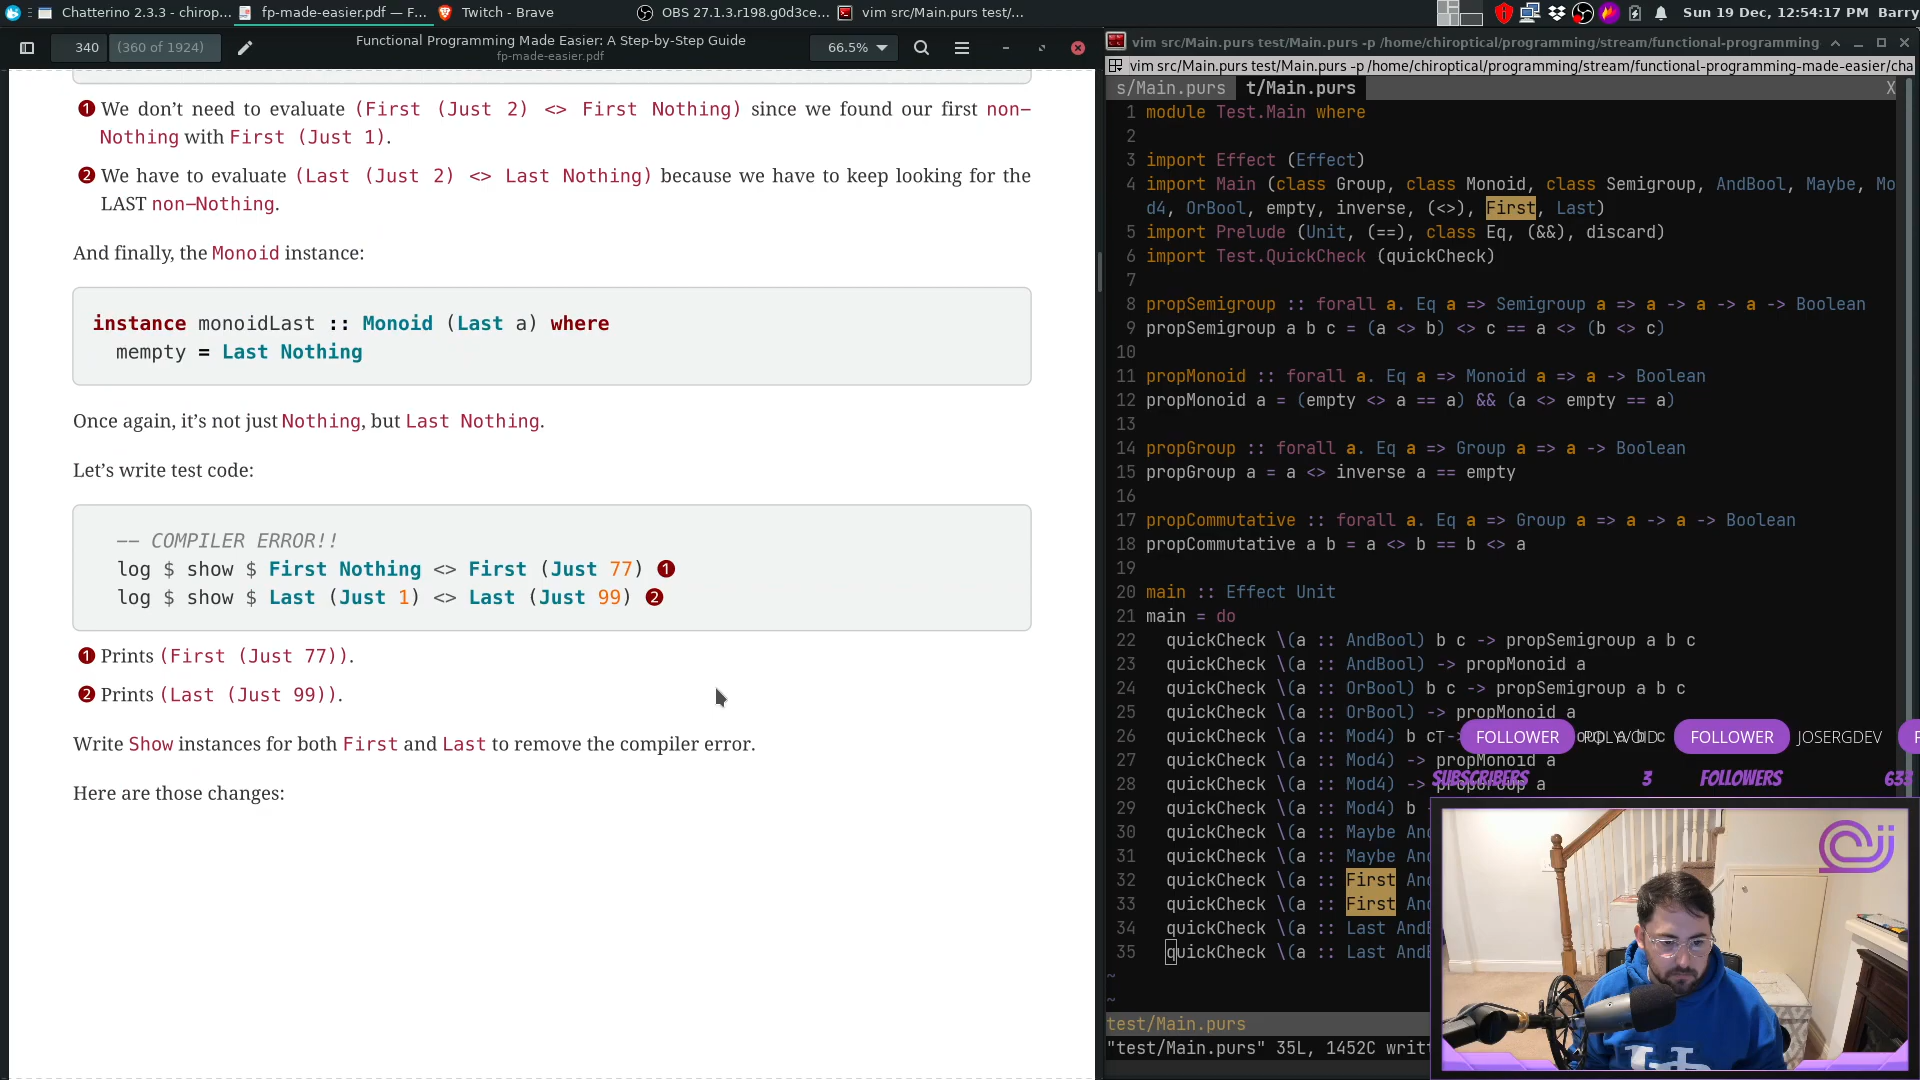 Chatterino 2.3.3 - chirop...
fp-made-easier.pdf — F...
Twitch - Brave
OBS 27.1.3.r198.g0d3ce...
vim src/Main.purs test/...
Sun 19 Dec, 12:54:17 PM Barry
340 (360 of 1924)
Functional Programming Made Easier: A Step-by-Step Guide
fp-made-easier.pdf
66.5%
1 We don’t need to evaluate (First (Just 2) <> First Nothing) since we found our first non–
Nothing with First (Just 1).
2 We have to evaluate (Last (Just 2) <> Last Nothing) because we have to keep looking for the
LAST non–Nothing.
And finally, the Monoid instance:
instance monoidLast :: Monoid (Last a) where
mempty = Last Nothing
Once again, it’s not just Nothing, but Last Nothing.
Let’s write test code:
-- COMPILER ERROR!!
log $ show $ First Nothing <> First (Just 77) 1
log $ show $ Last (Just 1) <> Last (Just 99) 2
1 Prints (First (Just 77)).
2 Prints (Last (Just 99)).
Write Show instances for both First and Last to remove the compiler error.
Here are those changes:
vim src/Main.purs test/Main.purs -p /home/chiroptical/programming/stream/functional-programming
vim src/Main.purs test/Main.purs -p /home/chiroptical/programming/stream/functional-programming-made-easier/cha
s/Main.purs t/Main.purs X
1 module Test.Main where
2
3 import Effect (Effect)
4 import Main (class Group, class Monoid, class Semigroup, AndBool, Maybe, Mo
d4, OrBool, empty, inverse, (<>), First, Last)
5 import Prelude (Unit, (==), class Eq, (&&), discard)
6 import Test.QuickCheck (quickCheck)
7
8 propSemigroup :: forall a. Eq a => Semigroup a => a -> a -> a -> Boolean
9 propSemigroup a b c = (a <> b) <> c == a <> (b <> c)
10
11 propMonoid :: forall a. Eq a => Monoid a => a -> Boolean
12 propMonoid a = (empty <> a == a) && (a <> empty == a)
13
14 propGroup :: forall a. Eq a => Group a => a -> Boolean
15 propGroup a = a <> inverse a == empty
16
17 propCommutative :: forall a. Eq a => Group a => a -> a -> Boolean
18 propCommutative a b = a <> b == b <> a
19
20 main :: Effect Unit
21 main = do
22 quickCheck \(a :: AndBool) b c -> propSemigroup a b c
23 quickCheck \(a :: AndBool) -> propMonoid a
24 quickCheck \(a :: OrBool) b c -> propSemigroup a b c
25 quickCheck \(a :: OrBool) -> propMonoid a
26 quickCheck \(a :: Mod4) b c
FOLLOWER FOLLOWER JOSERGDEV
27 quickCheck \(a :: Mod4) -> propMonoid a
SUBSCRIBERS 3 FOLLOWERS
28 quickCheck \(a :: Mod4) -> propGroup a
29 quickCheck \(a :: Mod4) b
30 quickCheck \(a :: Maybe And
31 quickCheck \(a :: Maybe And
32 quickCheck \(a :: First And
33 quickCheck \(a :: First And
34 quickCheck \(a :: Last And
35 quickCheck \(a :: Last And
~
~
test/Main.purs
"test/Main.purs" 35L, 1452C writ